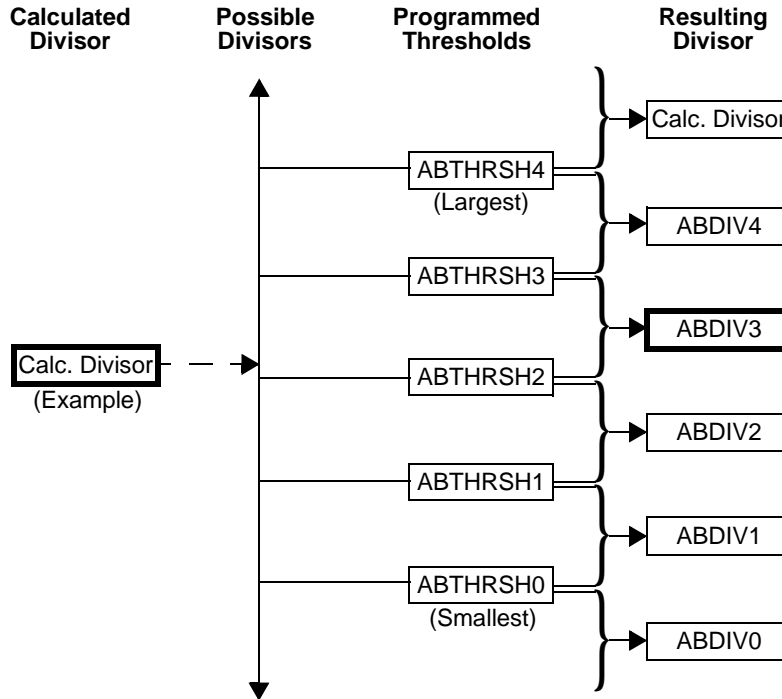 Calculated Divisor
Possible Divisors
Programmed Thresholds
Resulting Divisor
Calc. Divisor
ABTHRSH4
(Largest)
ABDIV4
ABTHRSH3
ABDIV3
Calc. Divisor
(Example)
ABTHRSH2
ABDIV2
ABTHRSH1
ABDIV1
ABTHRSH0
(Smallest)
ABDIV0